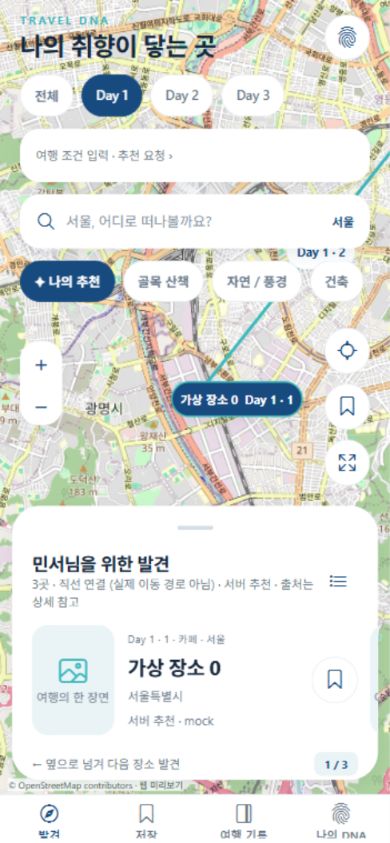 TRAVEL DNA
나의 취향이 닿는 곳
전체
Day 1
Day 2
Day 3
여행 조건 입력 · 추천 요청 ›
서울, 어디로 떠나볼까요?
서울
Day 1 · 2
✦ 나의 추천
골목 산책
자연 / 풍경
건축
+
−
가상 장소 0 Day 1 · 1
광명시
도덕산
183 m
35 m
21
민서님을 위한 발견
3곳 · 직선 연결 (실제 이동 경로 아님) · 서버 추천 · 출처는
상세 참고
여행의 한 장면
Day 1 · 1 · 카페 · 서울
가상 장소 0
서울특별시
서버 추천 · mock
← 옆으로 넘겨 다음 장소 발견
1 / 3
© OpenStreetMap contributors · 웹 미리보기
발견
저장
여행 기록
나의 DNA